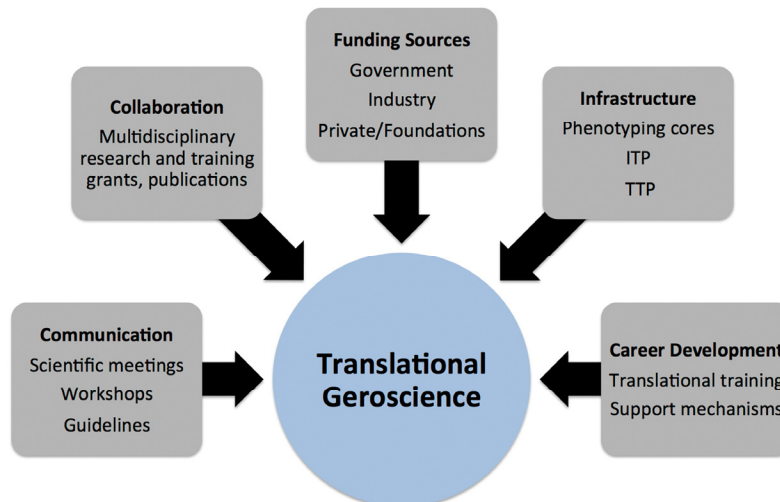 Funding Sources
Government
Industry
Private/Foundations
Collaboration
Multidisciplinary
research and training
grants, publications
Infrastructure
Phenotyping cores
ITP
TTP
Communication
Scientific meetings
Workshops
Guidelines
Translational
Geroscience
Career Development
Translational training
Support mechanisms